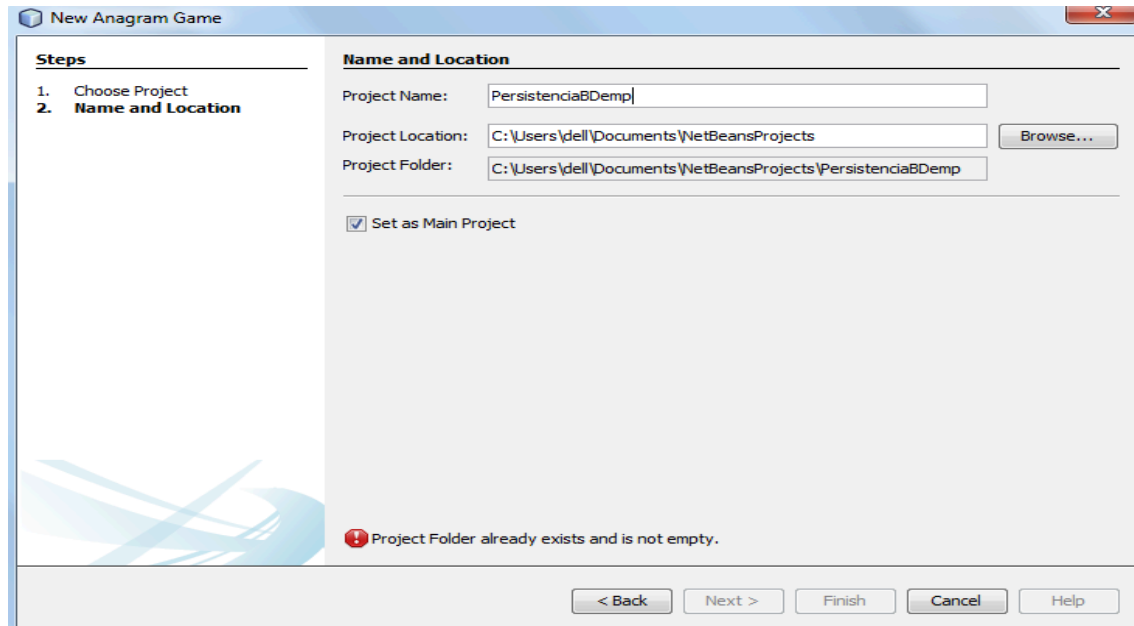 New Anagram Game
Steps
1. Choose Project
2. Name and Location
Name and Location
Project Name: PersistenciaBDemp
Project Location: C:\Users\dell\Documents\NetBeansProjects Browse...
Project Folder: C:\Users\dell\Documents\NetBeansProjects\PersistenciaBDemp
Set as Main Project
Project Folder already exists and is not empty.
< Back Next > Finish Cancel Help